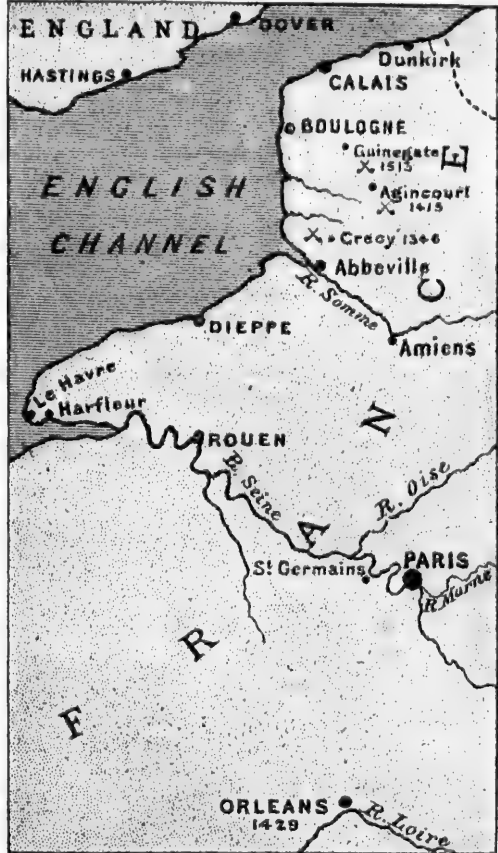 ENGLAND
DOVER
HASTINGS
Dunkirk
CALAIS
BOULOGNE
Guinegate
1513
ENGLISH
CHANNEL
Agincourt
1415
Crecy 1346
Abbeville
R. Somme
DIEPPE
Amiens
Le Havre
Harfleur
ROUEN
R. Seine
R. Oise
St Germains
PARIS
R. Marne
FRANCE
ORLEANS
1429
R. Loire